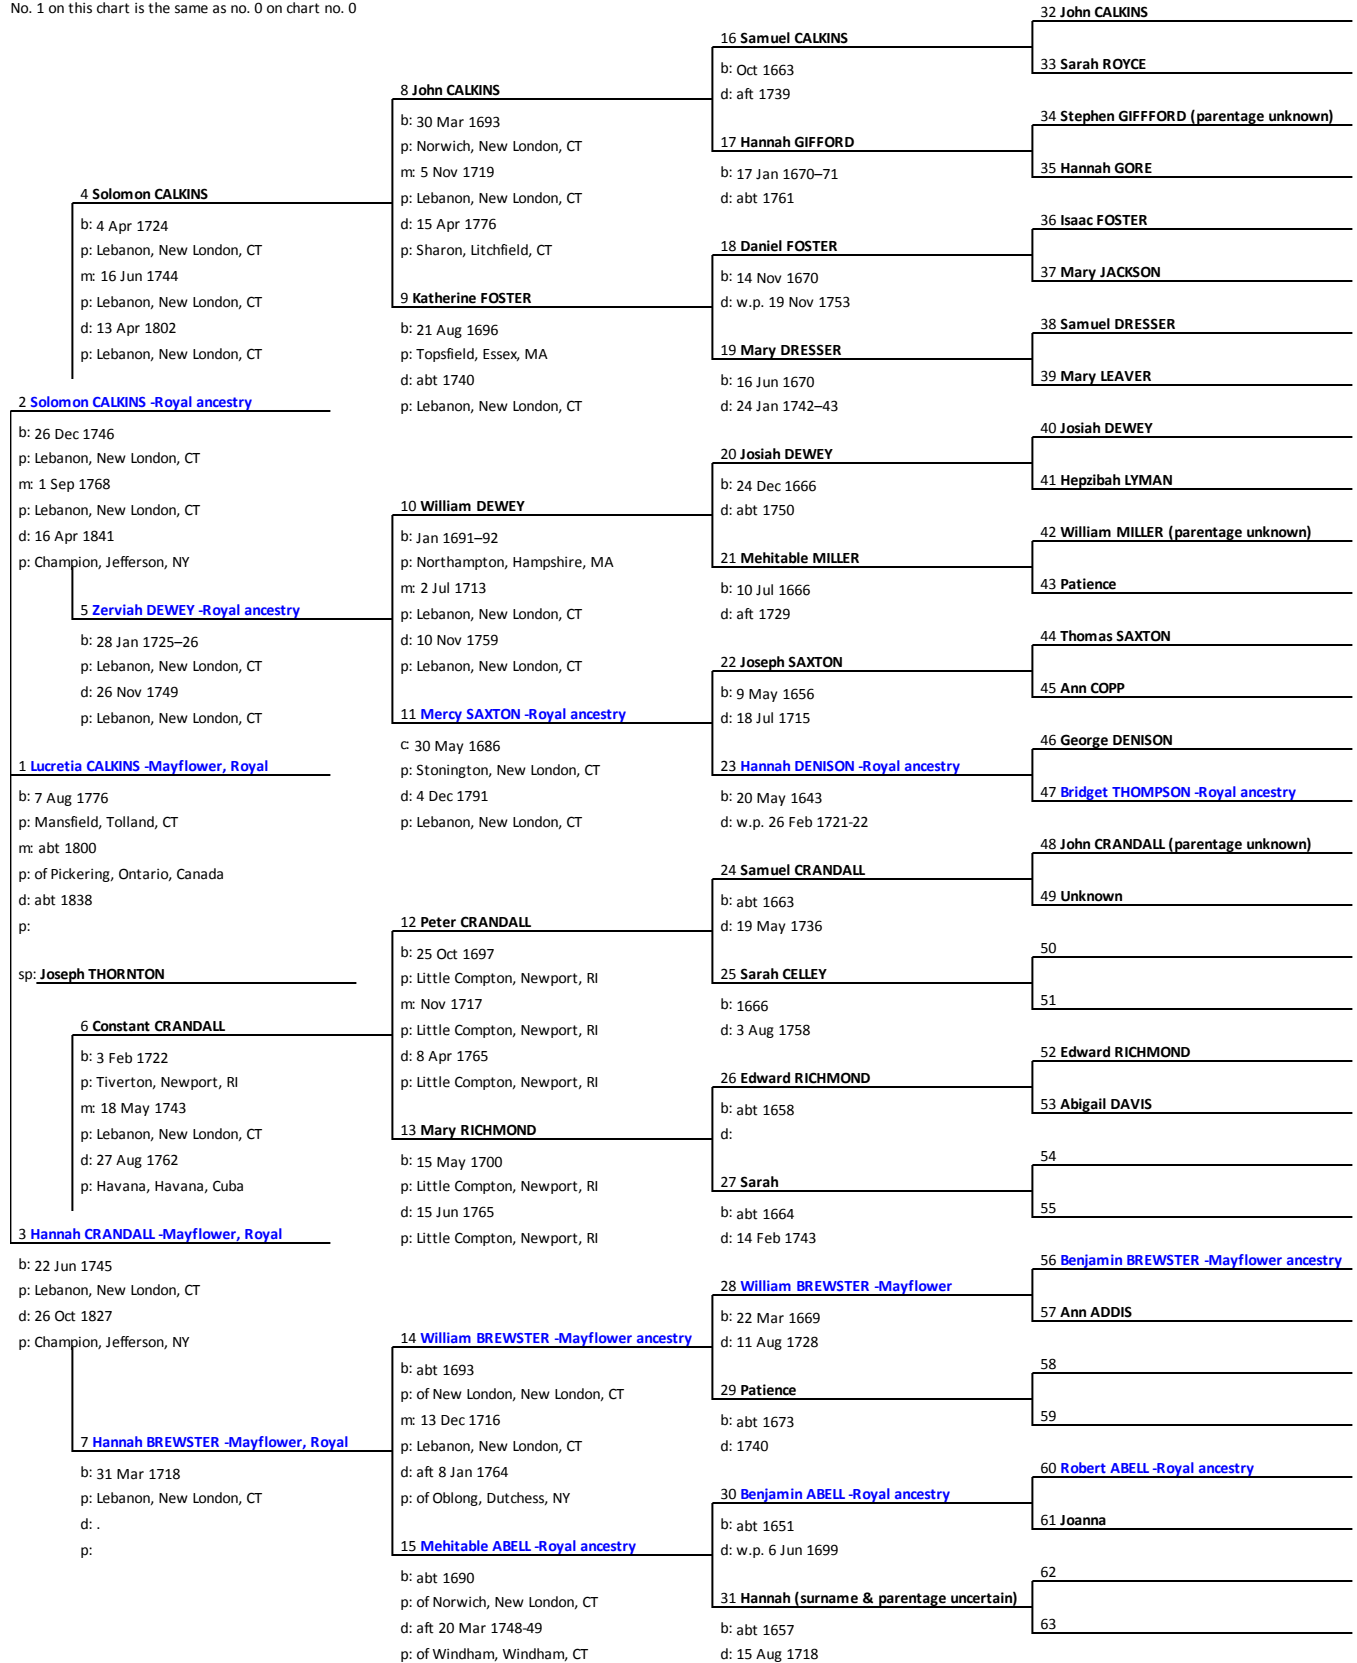 No. 1 on this chart is the same as no. 0 on chart no. 0
4 Solomon CALKINS
b: 4 Apr 1724
p: Lebanon, New London, CT
m: 16 Jun 1744
p: Lebanon, New London, CT
d: 13 Apr 1802
p: Lebanon, New London, CT
2 Solomon CALKINS -Royal ancestry
b: 26 Dec 1746
p: Lebanon, New London, CT
m: 1 Sep 1768
p: Lebanon, New London, CT
d: 16 Apr 1841
p: Champion, Jefferson, NY
5 Zerviah DEWEY -Royal ancestry
b: 28 Jan 1725–26
p: Lebanon, New London, CT
d: 26 Nov 1749
p: Lebanon, New London, CT
1 Lucretia CALKINS -Mayflower, Royal
b: 7 Aug 1776
p: Mansfield, Tolland, CT
m: abt 1800
p: of Pickering, Ontario, Canada
d: abt 1838
p:
sp: Joseph THORNTON
6 Constant CRANDALL
b: 3 Feb 1722
p: Tiverton, Newport, RI
m: 18 May 1743
p: Lebanon, New London, CT
d: 27 Aug 1762
p: Havana, Havana, Cuba
3 Hannah CRANDALL -Mayflower, Royal
b: 22 Jun 1745
p: Lebanon, New London, CT
d: 26 Oct 1827
p: Champion, Jefferson, NY
7 Hannah BREWSTER -Mayflower, Royal
b: 31 Mar 1718
p: Lebanon, New London, CT
d: .
p:
8 John CALKINS
b: 30 Mar 1693
p: Norwich, New London, CT
m: 5 Nov 1719
p: Lebanon, New London, CT
d: 15 Apr 1776
p: Sharon, Litchfield, CT
9 Katherine FOSTER
b: 21 Aug 1696
p: Topsfield, Essex, MA
d: abt 1740
p: Lebanon, New London, CT
10 William DEWEY
b: Jan 1691–92
p: Northampton, Hampshire, MA
m: 2 Jul 1713
p: Lebanon, New London, CT
d: 10 Nov 1759
p: Lebanon, New London, CT
11 Mercy SAXTON -Royal ancestry
c: 30 May 1686
p: Stonington, New London, CT
d: 4 Dec 1791
p: Lebanon, New London, CT
12 Peter CRANDALL
b: 25 Oct 1697
p: Little Compton, Newport, RI
m: Nov 1717
p: Little Compton, Newport, RI
d: 8 Apr 1765
p: Little Compton, Newport, RI
13 Mary RICHMOND
b: 15 May 1700
p: Little Compton, Newport, RI
d: 15 Jun 1765
p: Little Compton, Newport, RI
14 William BREWSTER -Mayflower ancestry
b: abt 1693
p: of New London, New London, CT
m: 13 Dec 1716
p: Lebanon, New London, CT
d: aft 8 Jan 1764
p: of Oblong, Dutchess, NY
15 Mehitable ABELL -Royal ancestry
b: abt 1690
p: of Norwich, New London, CT
d: aft 20 Mar 1748-49
p: of Windham, Windham, CT
16 Samuel CALKINS
b: Oct 1663
d: aft 1739
17 Hannah GIFFORD
b: 17 Jan 1670–71
d: abt 1761
18 Daniel FOSTER
b: 14 Nov 1670
d: w.p. 19 Nov 1753
19 Mary DRESSER
b: 16 Jun 1670
d: 24 Jan 1742–43
20 Josiah DEWEY
b: 24 Dec 1666
d: abt 1750
21 Mehitable MILLER
b: 10 Jul 1666
d: aft 1729
22 Joseph SAXTON
b: 9 May 1656
d: 18 Jul 1715
23 Hannah DENISON -Royal ancestry
b: 20 May 1643
d: w.p. 26 Feb 1721-22
24 Samuel CRANDALL
b: abt 1663
d: 19 May 1736
25 Sarah CELLEY
b: 1666
d: 3 Aug 1758
26 Edward RICHMOND
b: abt 1658
d:
27 Sarah
b: abt 1664
d: 14 Feb 1743
28 William BREWSTER -Mayflower
b: 22 Mar 1669
d: 11 Aug 1728
29 Patience
b: abt 1673
d: 1740
30 Benjamin ABELL -Royal ancestry
b: abt 1651
d: w.p. 6 Jun 1699
31 Hannah (surname & parentage uncertain)
b: abt 1657
d: 15 Aug 1718
32 John CALKINS
33 Sarah ROYCE
34 Stephen GIFFFORD (parentage unknown)
35 Hannah GORE
36 Isaac FOSTER
37 Mary JACKSON
38 Samuel DRESSER
39 Mary LEAVER
40 Josiah DEWEY
41 Hepzibah LYMAN
42 William MILLER (parentage unknown)
43 Patience
44 Thomas SAXTON
45 Ann COPP
46 George DENISON
47 Bridget THOMPSON -Royal ancestry
48 John CRANDALL (parentage unknown)
49 Unknown
50
51
52 Edward RICHMOND
53 Abigail DAVIS
54
55
56 Benjamin BREWSTER -Mayflower ancestry
57 Ann ADDIS
58
59
60 Robert ABELL -Royal ancestry
61 Joanna
62
63